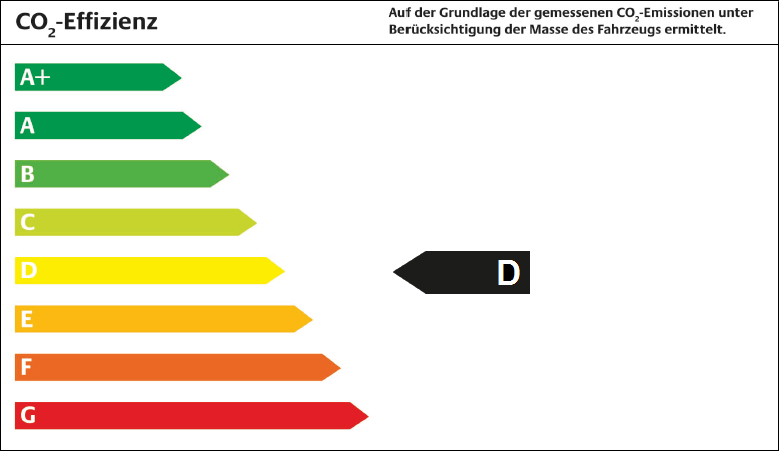 CO₂-Effizienz
Auf der Grundlage der gemessenen CO₂-Emissionen unter
Berücksichtigung der Masse des Fahrzeugs ermittelt.
A+
A
B
C
D
D
E
F
G